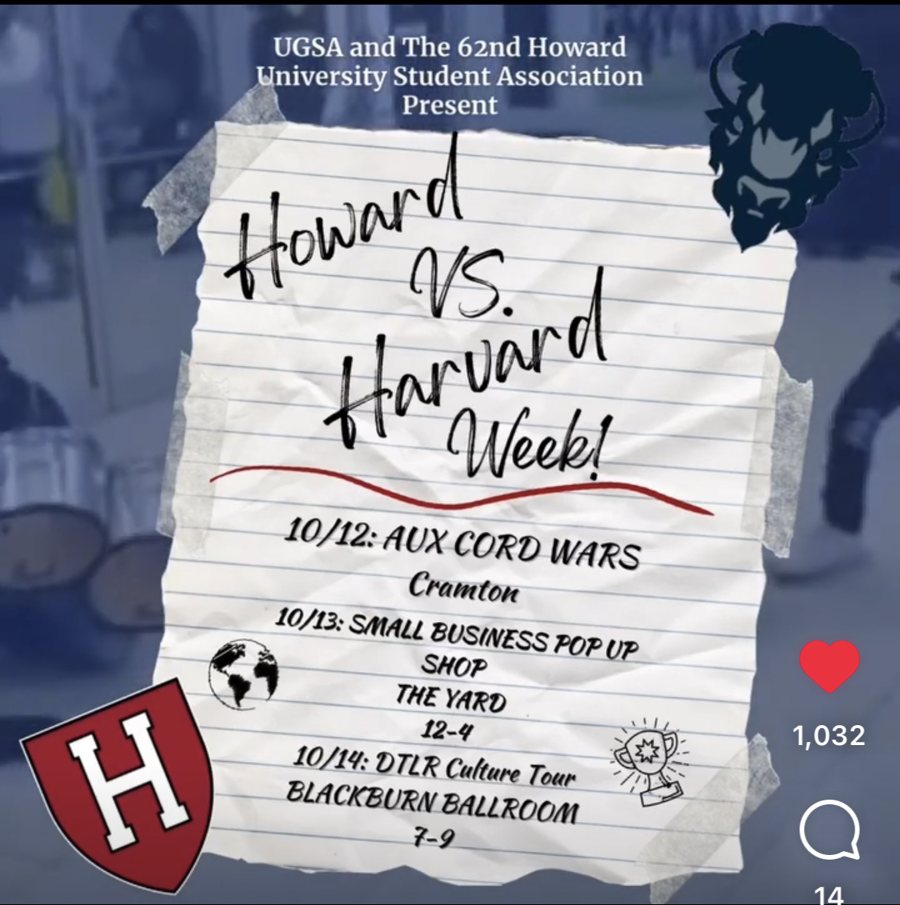 UGSA and The 62nd Howard
University Student Association
Present
Howard
VS.
Harvard
Week!
10/12: AUX CORD WARS
Cramton
10/13: SMALL BUSINESS POP UP
SHOP
THE YARD
12-4
10/14: DTLR Culture Tour
BLACKBURN BALLROOM
7-9
H
1,032
14